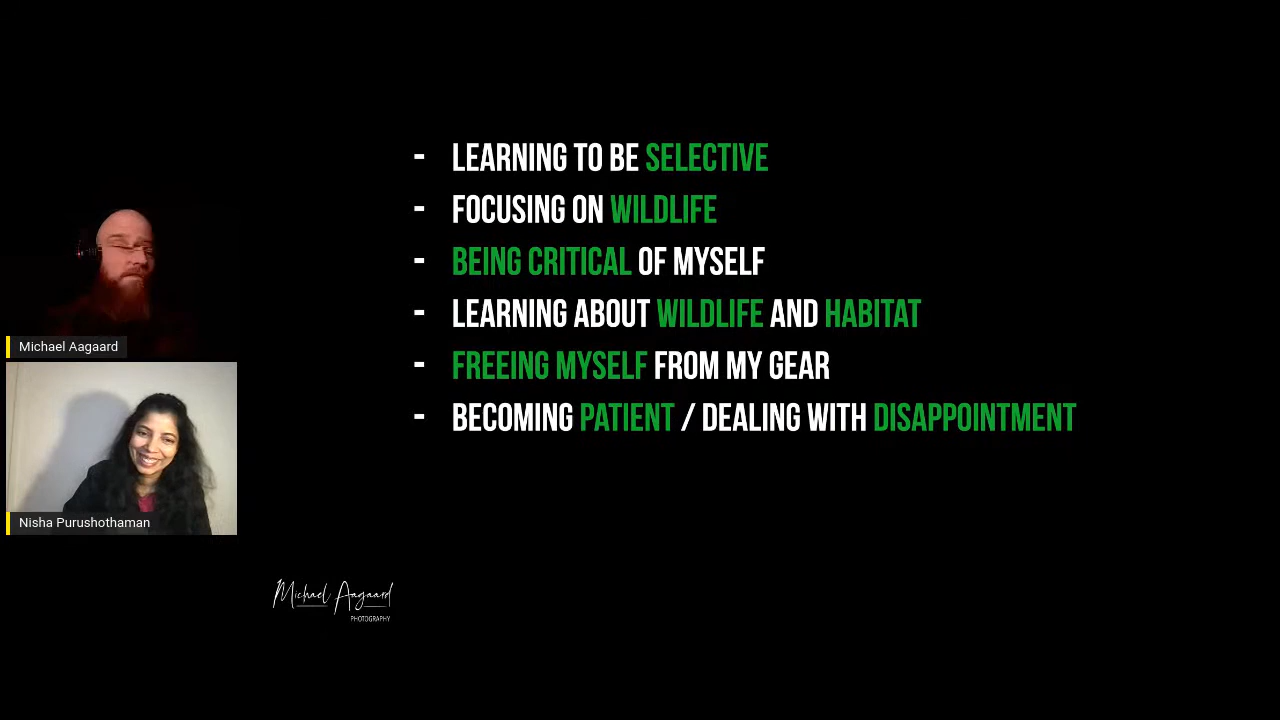 - LEARNING TO BE SELECTIVE
- FOCUSING ON WILDLIFE
- BEING CRITICAL OF MYSELF
- LEARNING ABOUT WILDLIFE AND HABITAT
- FREEING MYSELF FROM MY GEAR
- BECOMING PATIENT / DEALING WITH DISAPPOINTMENT
Michael Aagaard
Nisha Purushothaman
Michael Aagaard
PHOTOGRAPHY